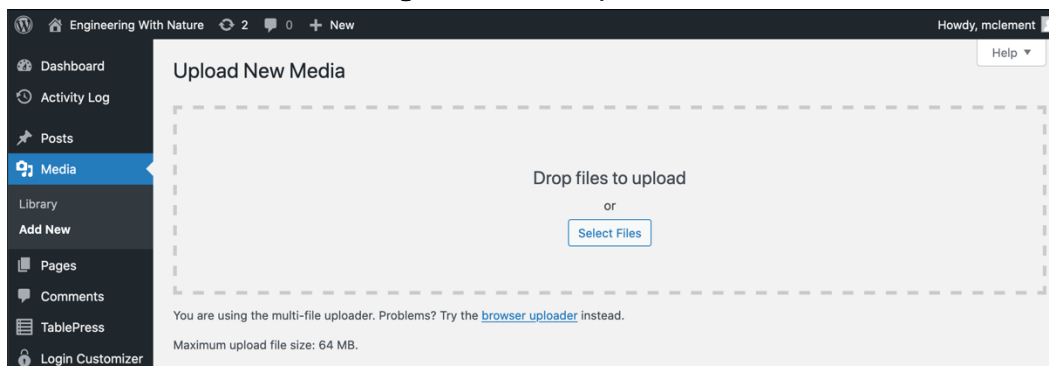 Engineering With Nature 2 0 + New Howdy, mclement
Help ▼
Dashboard
Activity Log
Posts
Media
Library
Add New
Pages
Comments
TablePress
Login Customizer
Upload New Media
Drop files to upload
or
Select Files
You are using the multi-file uploader. Problems? Try the browser uploader instead.
Maximum upload file size: 64 MB.